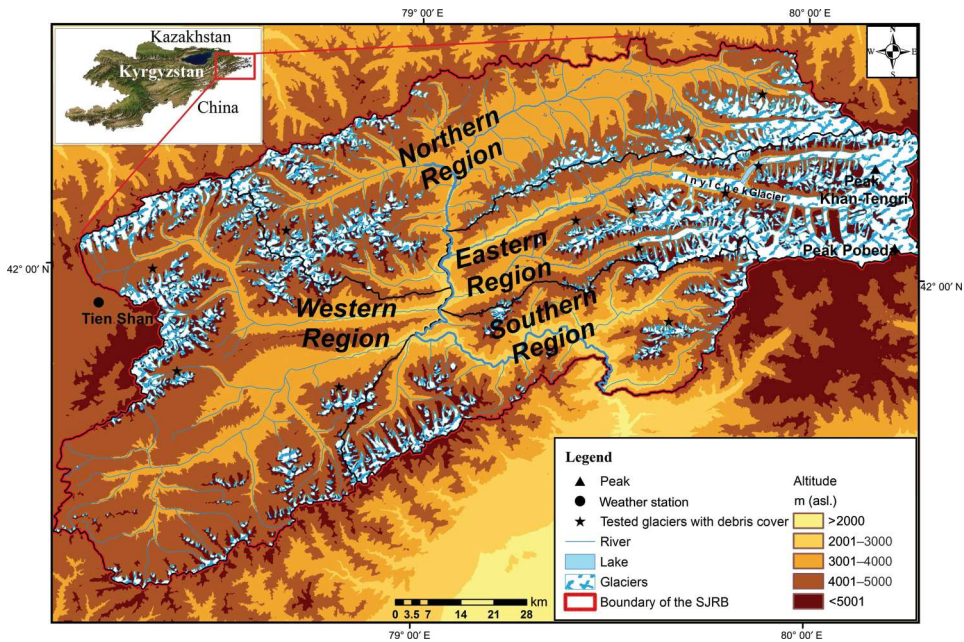 79° 00′ E
80° 00′ E
Kazakhstan
Kyrgyzstan
China
N
W
E
S
Northern
Region
Inylchek Glacier
Peak
Khan-Tengri
Peak Pobeda
Eastern
Region
42° 00′ N
42° 00′ N
Tien Shan
Western
Region
Southern
Region
Legend
Peak
Weather station
Tested glaciers with debris cover
River
Lake
Glaciers
Boundary of the SJRB
Altitude
m (asl.)
>2000
2001–3000
3001–4000
4001–5000
<5001
km
0 3.5 7 14 21 28
79° 00′ E
80° 00′ E